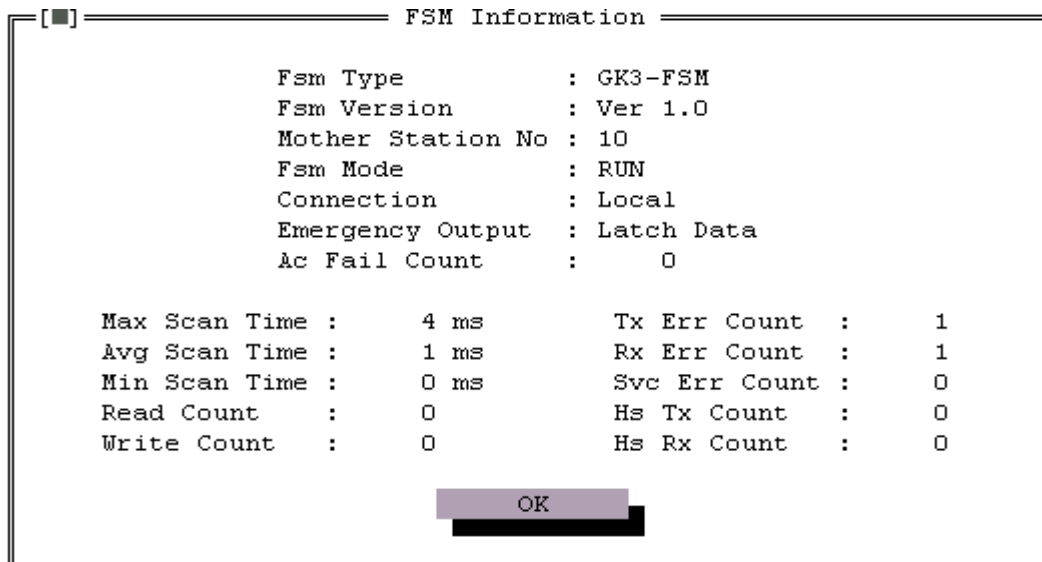 [■] FSM Information
Fsm Type : GK3-FSM
Fsm Version : Ver 1.0
Mother Station No : 10
Fsm Mode : RUN
Connection : Local
Emergency Output : Latch Data
Ac Fail Count : 0
Max Scan Time : 4 ms Tx Err Count : 1
Avg Scan Time : 1 ms Rx Err Count : 1
Min Scan Time : 0 ms Svc Err Count : 0
Read Count : 0 Hs Tx Count : 0
Write Count : 0 Hs Rx Count : 0
OK